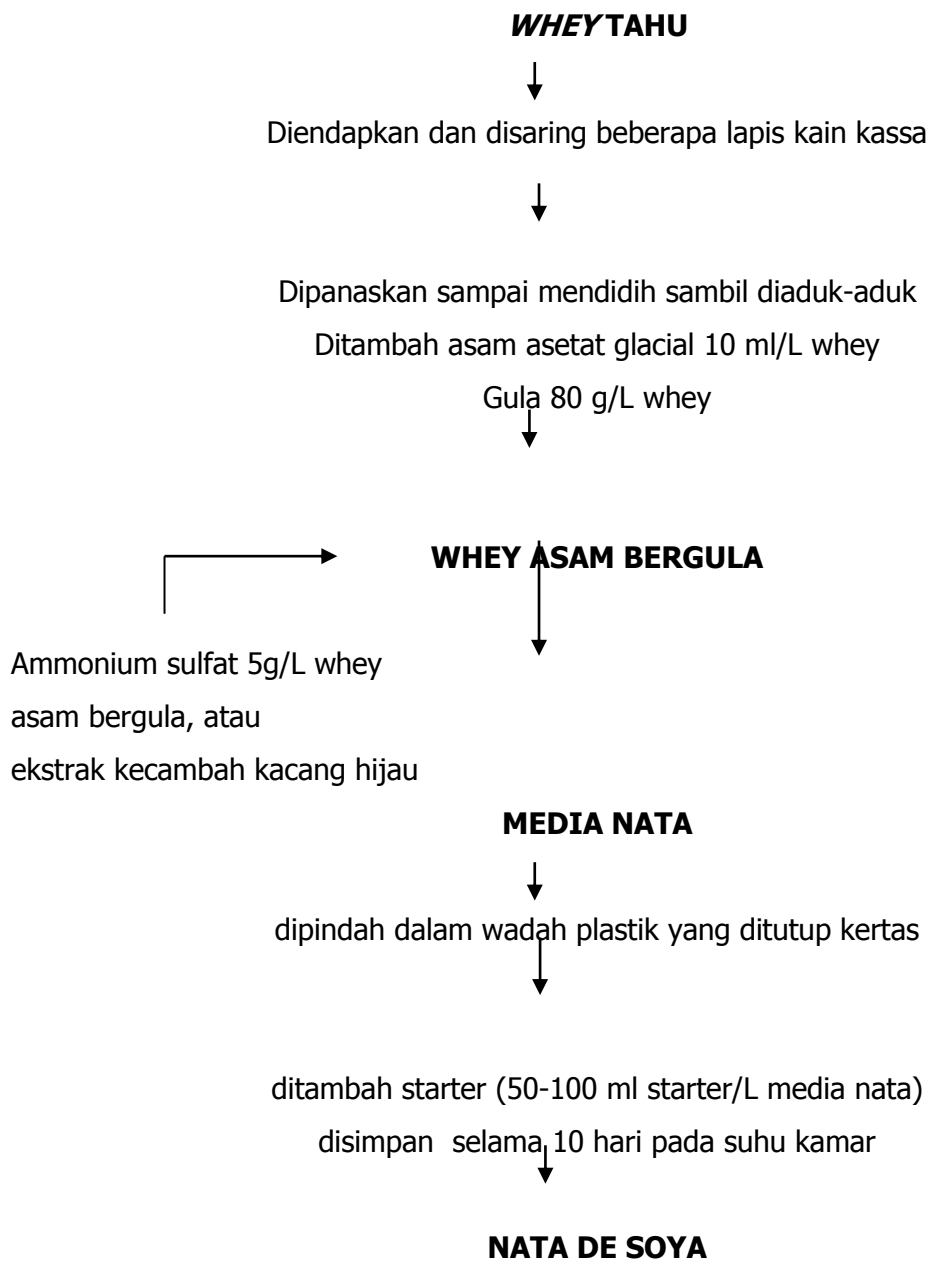 WHEY TAHU
Diendapkan dan disaring beberapa lapis kain kassa
Dipanaskan sampai mendidih sambil diaduk-aduk
Ditambah asam asetat glacial 10 ml/L whey
Gula 80 g/L whey
WHEY ASAM BERGULA
Ammonium sulfat 5g/L whey
asam bergula, atau
ekstrak kecambah kacang hijau
MEDIA NATA
dipindah dalam wadah plastik yang ditutup kertas
ditambah starter (50-100 ml starter/L media nata)
disimpan  selama 10 hari pada suhu kamar
NATA DE SOYA